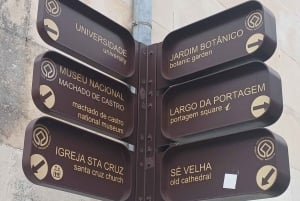 UNIVERSIDADE
university
MUSEU NACIONAL
MACHADO DE CASTRO
machado de castro
national museum
IGREJA STA CRUZ
santa cruz church
JARDIM BOTÂNICO
botanic garden
LARGO DA PORTAGEM
portagem square
SÉ VELHA
old cathedral